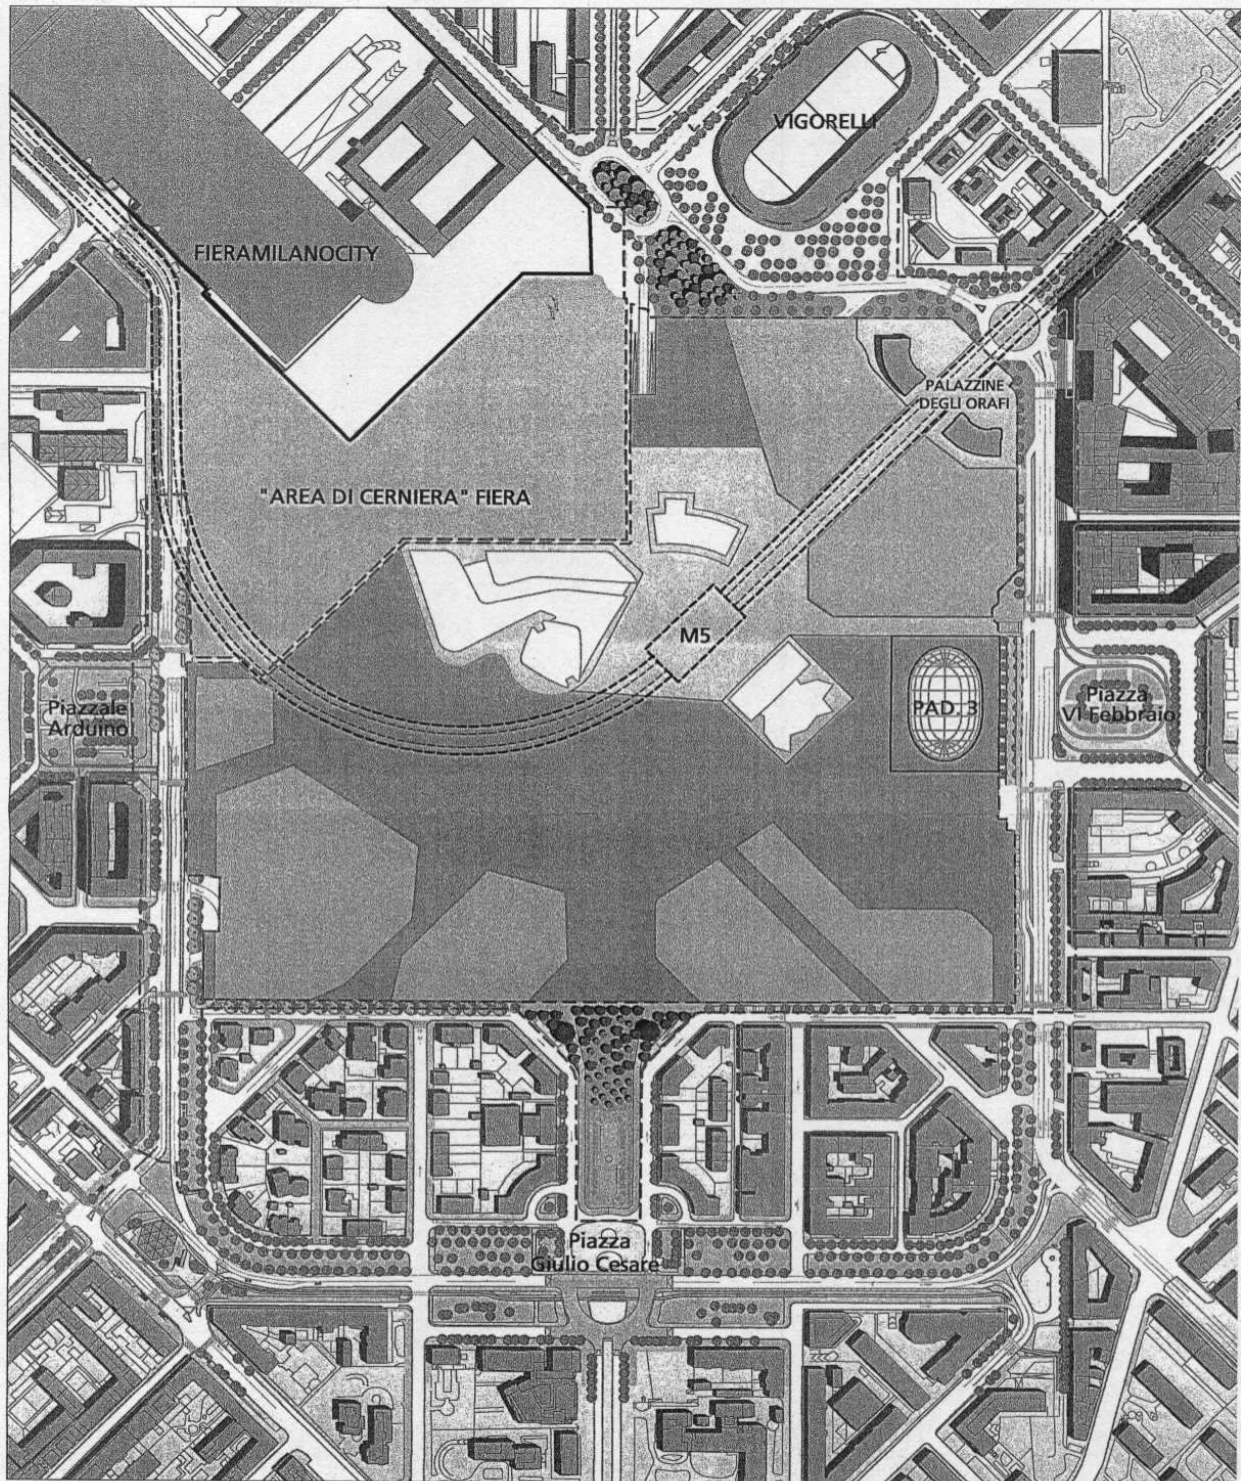 VIGORELLI
FIERAMILANOCITY
PALAZZINE
DEGLI ORAFI
"AREA DI CERNIERA" FIERA
M5
Piazzale
Arduino
PAD. 3
Piazza
VI Febbraio
Piazza
Giulio Cesare